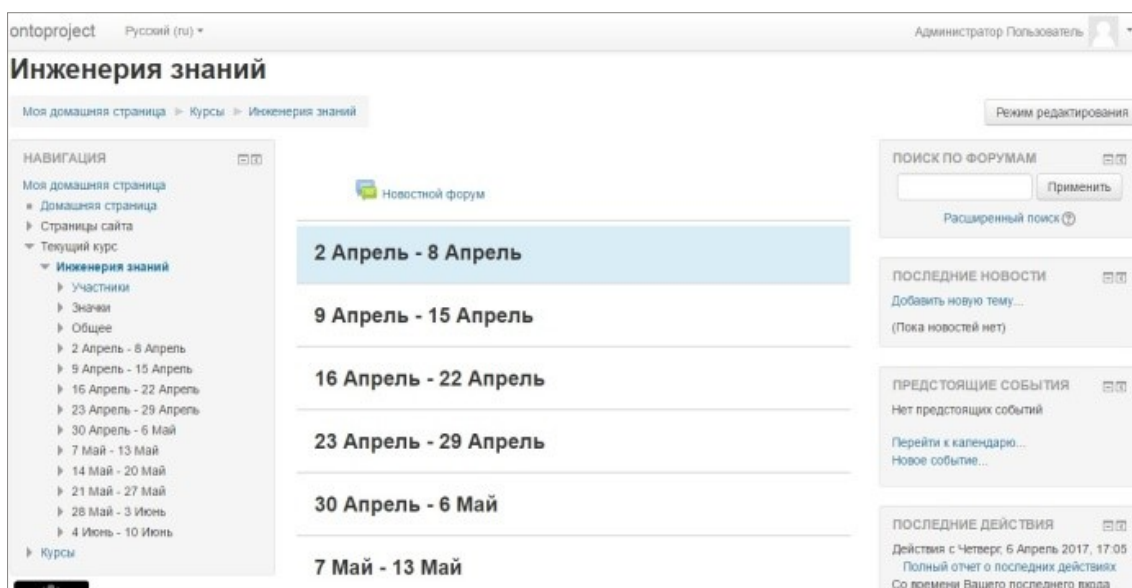 ontoproject Русский (ru)
Администратор Пользователь
Инженерия знаний
Моя домашняя страница Курсы Инженерия знаний
Режим редактирования
НАВИГАЦИЯ
Моя домашняя страница
Домашняя страница
Страницы сайта
Текущий курс
Инженерия знаний
Участники
Значки
Общее
2 Апрель - 8 Апрель
9 Апрель - 15 Апрель
16 Апрель - 22 Апрель
23 Апрель - 29 Апрель
30 Апрель - 6 Май
7 Май - 13 Май
14 Май - 20 Май
21 Май - 27 Май
28 Май - 3 Июнь
4 Июнь - 10 Июнь
Курсы
Новостной форум
2 Апрель - 8 Апрель
9 Апрель - 15 Апрель
16 Апрель - 22 Апрель
23 Апрель - 29 Апрель
30 Апрель - 6 Май
7 Май - 13 Май
ПОИСК ПО ФОРУМАМ
Применить
Расширенный поиск
ПОСЛЕДНИЕ НОВОСТИ
Добавить новую тему...
(Пока новостей нет)
ПРЕДСТОЯЩИЕ СОБЫТИЯ
Нет предстоящих событий
Перейти к календарю...
Новое событие...
ПОСЛЕДНИЕ ДЕЙСТВИЯ
Действия с Четверг, 6 Апрель 2017, 17:05
Полный отчет о последних действиях
Со времени Вашего последнего входа